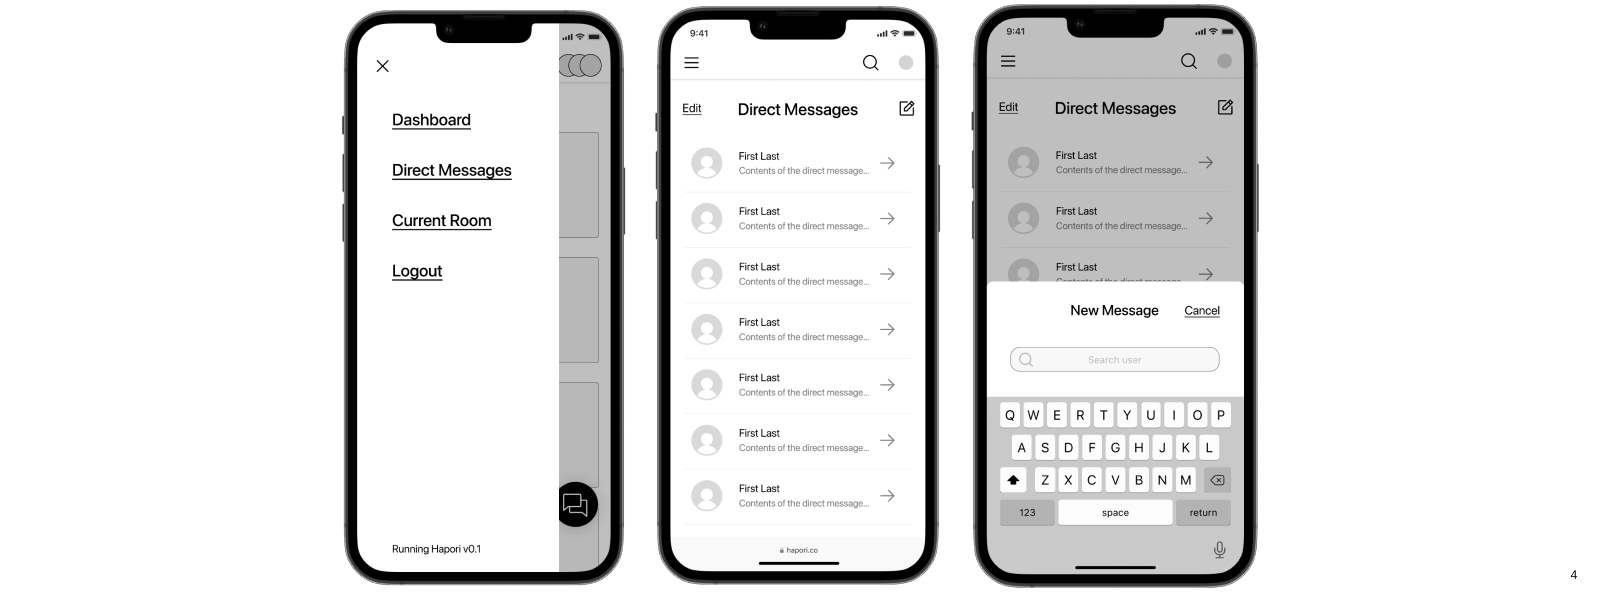 Dashboard
Direct Messages
Current Room
Logout
Running Hapori v0.1
9:41
Edit
Direct Messages
First Last
Contents of the direct message...
First Last
Contents of the direct message...
First Last
Contents of the direct message...
First Last
Contents of the direct message...
First Last
Contents of the direct message...
First Last
Contents of the direct message...
First Last
Contents of the direct message...
hapori.co
9:41
Edit
Direct Messages
First Last
Contents of the direct message...
First Last
Contents of the direct message...
First Last
Contents of the direct message...
New Message
Cancel
Search user
Q W E R T Y U I O P
A S D F G H J K L
Z X C V B N M
123 space return
4